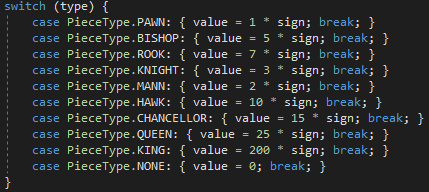 switch (type) {
case PieceType.PAWN: { value = 1 * sign; break; }
case PieceType.BISHOP: { value = 5 * sign; break; }
case PieceType.ROOK: { value = 7 * sign; break; }
case PieceType.KNIGHT: { value = 3 * sign; break; }
case PieceType.MANN: { value = 2 * sign; break; }
case PieceType.HAWK: { value = 10 * sign; break; }
case PieceType.CHANCELLOR: { value = 15 * sign; break; }
case PieceType.QUEEN: { value = 25 * sign; break; }
case PieceType.KING: { value = 200 * sign; break; }
case PieceType.NONE: { value = 0; break; }
}